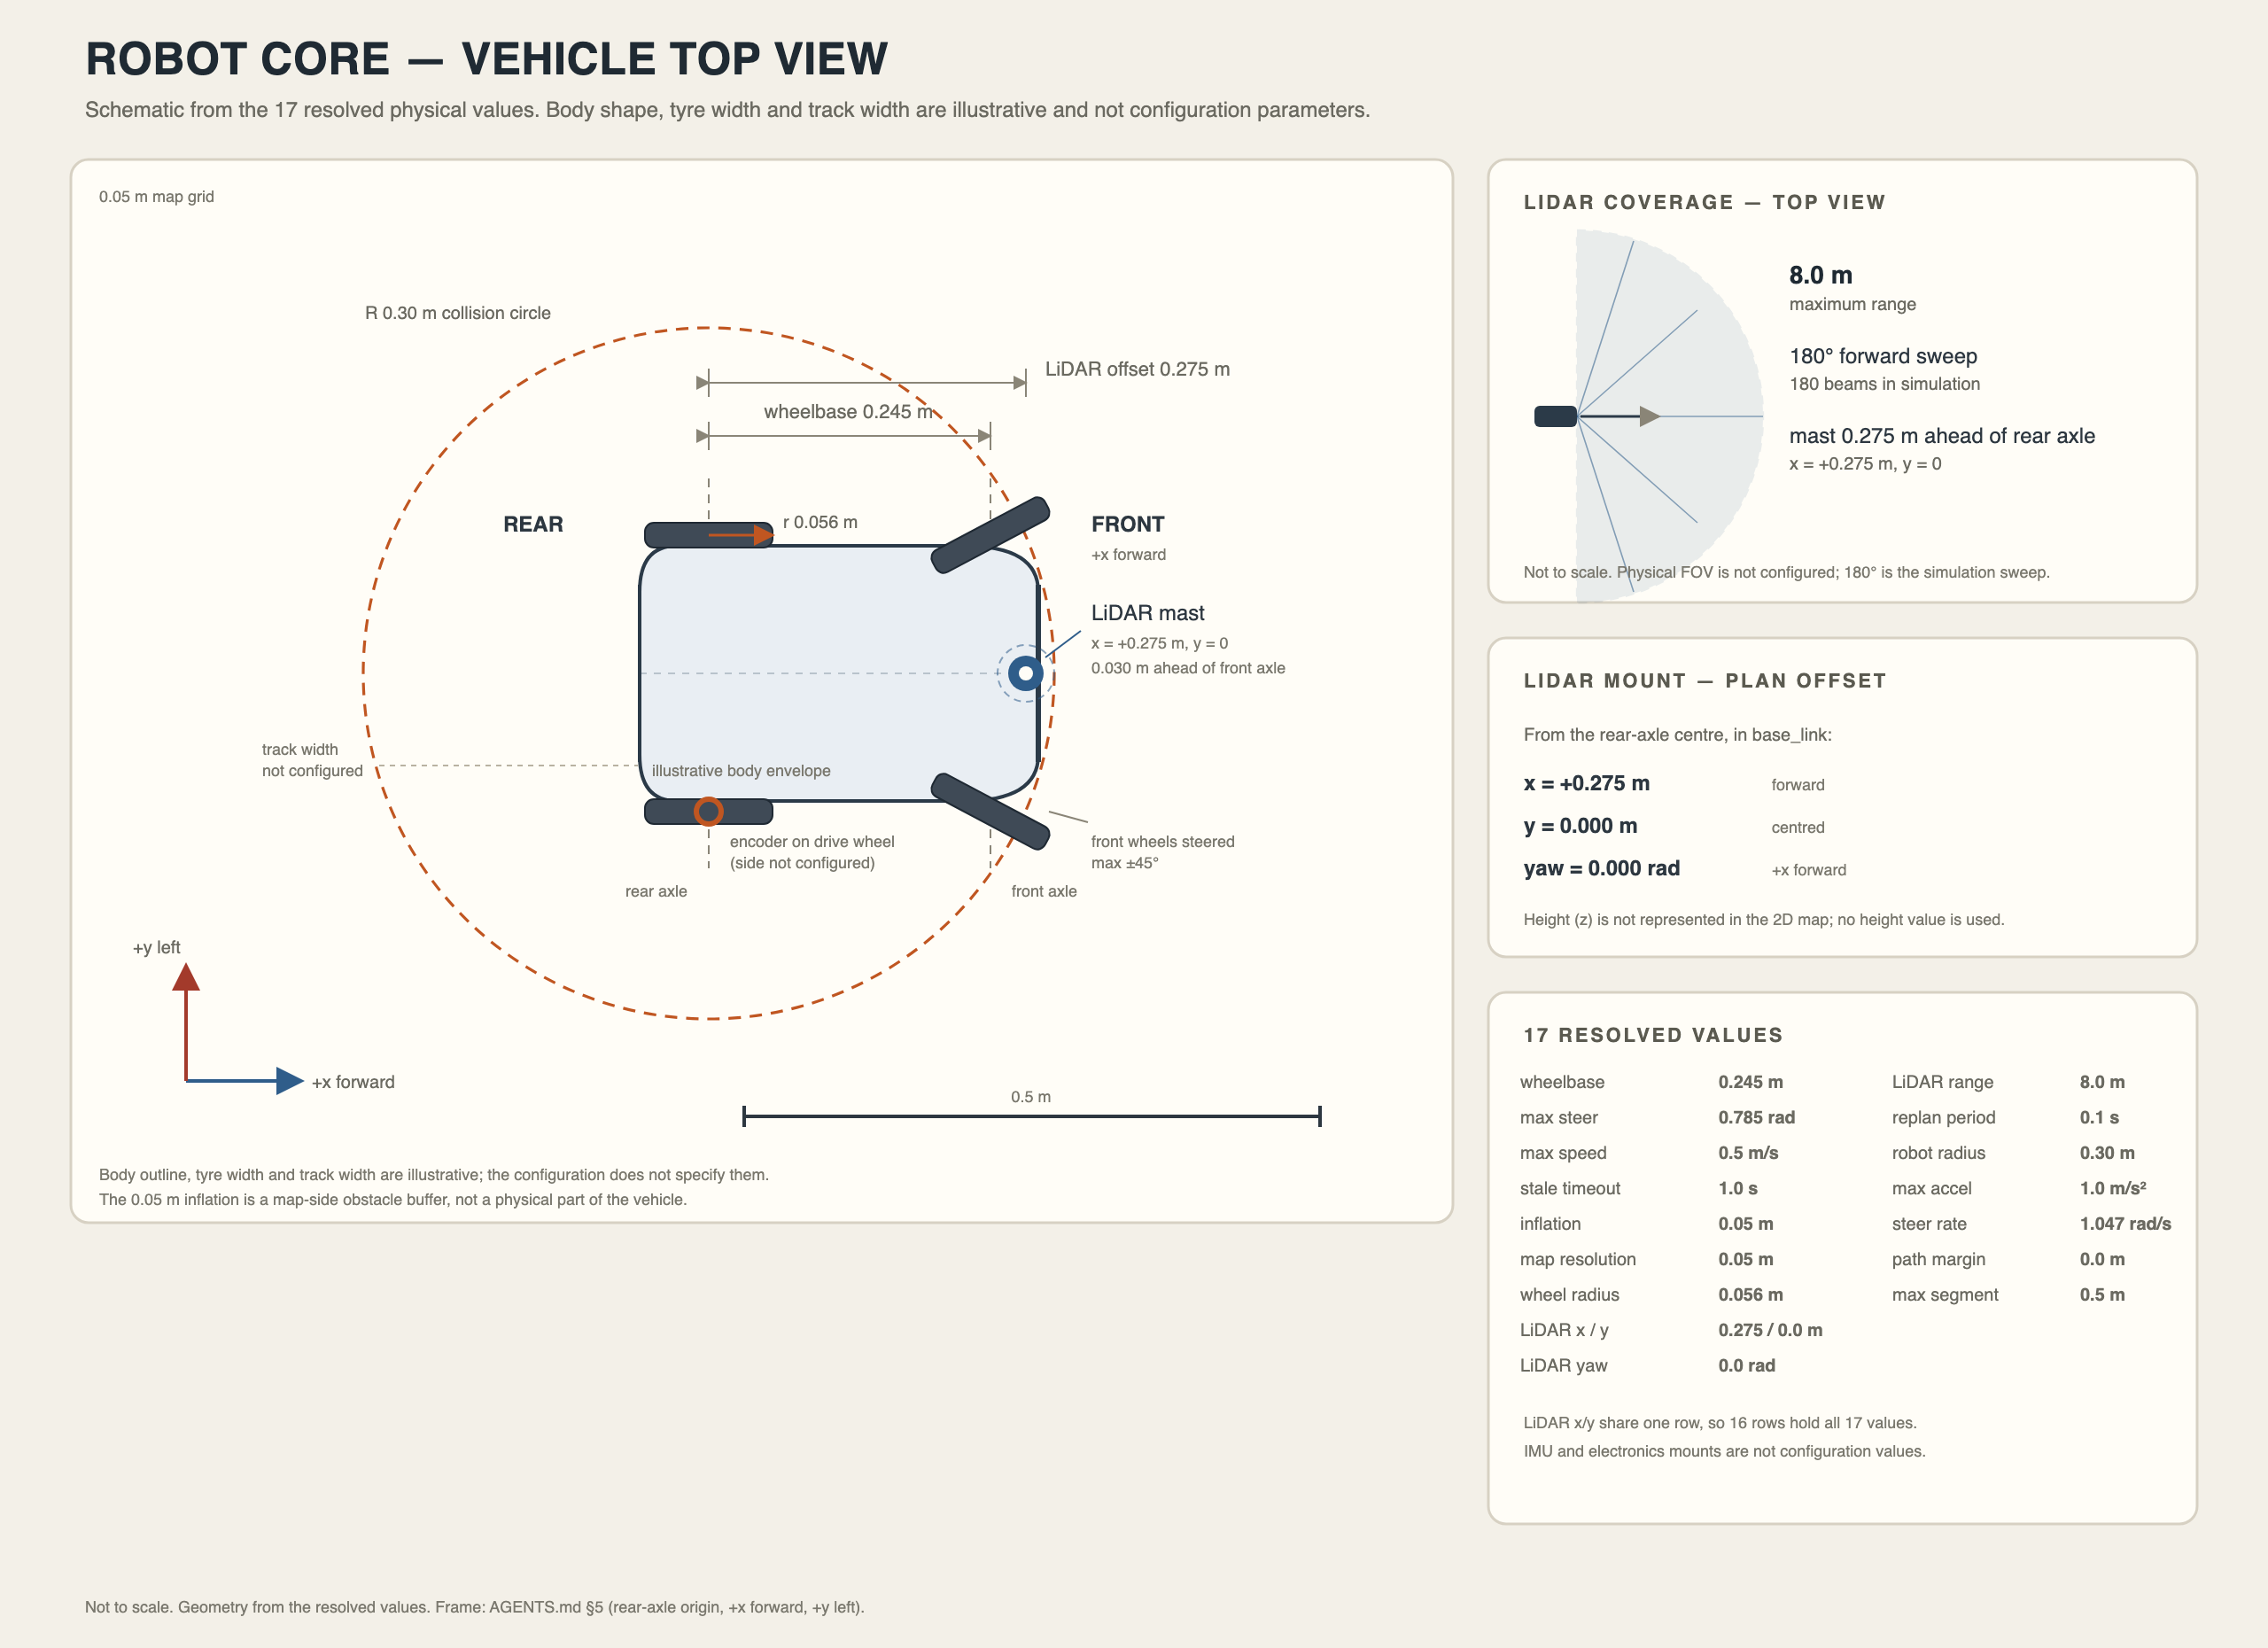 ROBOT CORE — VEHICLE TOP VIEW
Schematic from the 17 resolved physical values. Body shape, tyre width and track width are illustrative and not configuration parameters.
0.05 m map grid
R 0.30 m collision circle
LiDAR offset 0.275 m
wheelbase 0.245 m
REAR
r 0.056 m
FRONT
+x forward
LiDAR mast
x = +0.275 m, y = 0
0.030 m ahead of front axle
track width
not configured
illustrative body envelope
encoder on drive wheel
(side not configured)
front wheels steered
max ±45°
rear axle
front axle
+y left
+x forward
0.5 m
Body outline, tyre width and track width are illustrative; the configuration does not specify them.
The 0.05 m inflation is a map-side obstacle buffer, not a physical part of the vehicle.
LIDAR COVERAGE — TOP VIEW
8.0 m
maximum range
180° forward sweep
180 beams in simulation
mast 0.275 m ahead of rear axle
x = +0.275 m, y = 0
Not to scale. Physical FOV is not configured; 180° is the simulation sweep.
LIDAR MOUNT — PLAN OFFSET
From the rear-axle centre, in base_link:
x = +0.275 m forward
y = 0.000 m centred
yaw = 0.000 rad +x forward
Height (z) is not represented in the 2D map; no height value is used.
17 RESOLVED VALUES
wheelbase 0.245 m LiDAR range 8.0 m
max steer 0.785 rad replan period 0.1 s
max speed 0.5 m/s robot radius 0.30 m
stale timeout 1.0 s max accel 1.0 m/s²
inflation 0.05 m steer rate 1.047 rad/s
map resolution 0.05 m path margin 0.0 m
wheel radius 0.056 m max segment 0.5 m
LiDAR x / y 0.275 / 0.0 m
LiDAR yaw 0.0 rad
LiDAR x/y share one row, so 16 rows hold all 17 values.
IMU and electronics mounts are not configuration values.
Not to scale. Geometry from the resolved values. Frame: AGENTS.md §5 (rear-axle origin, +x forward, +y left).